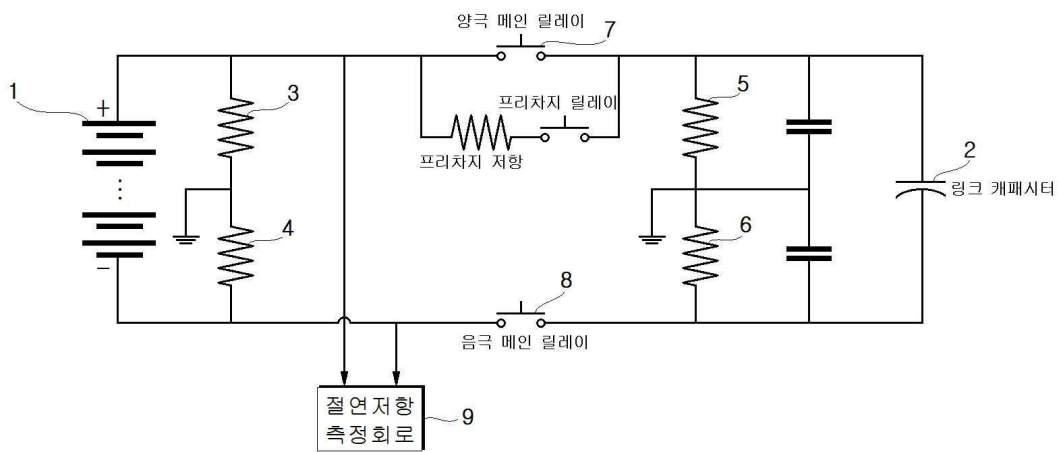 양극 메인 릴레이
7
1
+
3
프리차지 릴레이
5
프리차지 저항
2
링크 캐패시터
4
6
−
8
음극 메인 릴레이
절연저항
측정회로
9